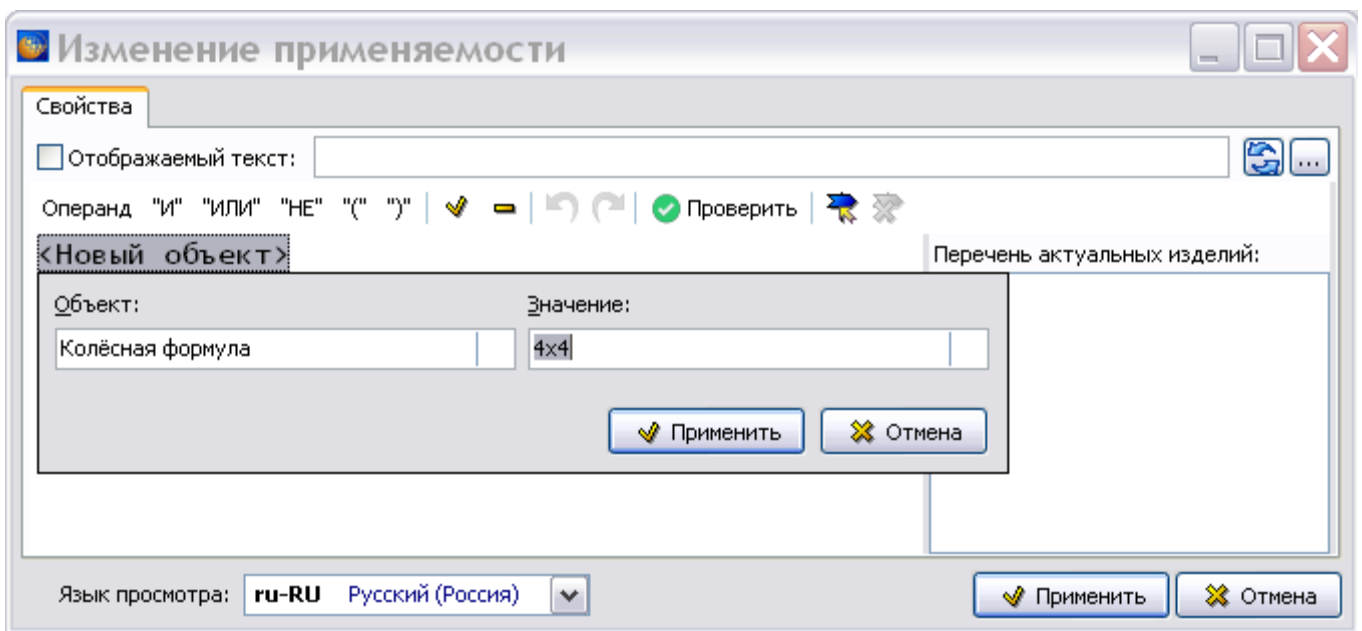 Изменение применяемости
Свойства
Отображаемый текст:
...
Операнд "И" "ИЛИ" "НЕ" "(" ")" Проверить
<Новый объект>
Перечень актуальных изделий:
Объект: Значение:
Колёсная формула 4x4
Применить Отмена
Язык просмотра: ru-RU Русский (Россия) Применить Отмена